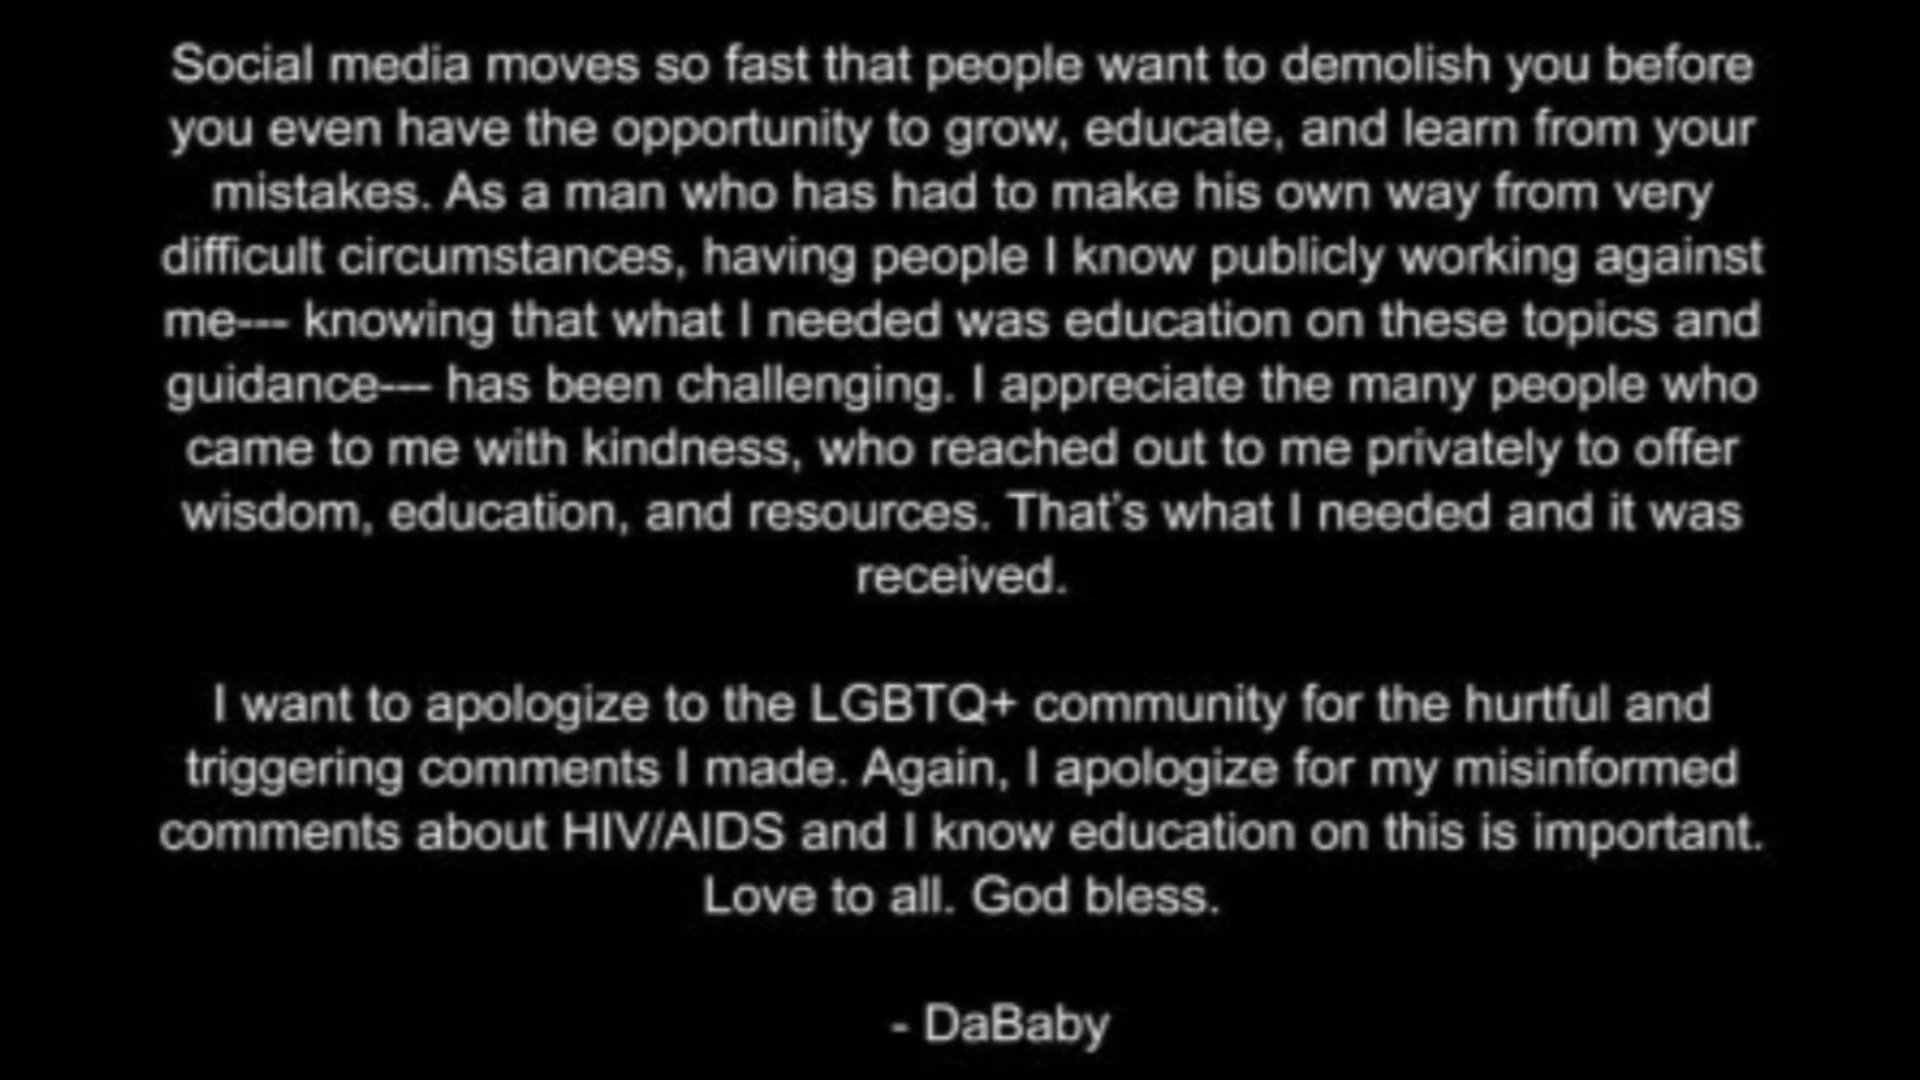 Social media moves so fast that people want to demolish you before
you even have the opportunity to grow, educate, and learn from your
mistakes. As a man who has had to make his own way from very
difficult circumstances, having people I know publicly working against
me--- knowing that what I needed was education on these topics and
guidance--- has been challenging. I appreciate the many people who
came to me with kindness, who reached out to me privately to offer
wisdom, education, and resources. That's what I needed and it was
received.
I want to apologize to the LGBTQ+ community for the hurtful and
triggering comments I made. Again, I apologize for my misinformed
comments about HIV/AIDS and I know education on this is important.
Love to all. God bless.
- DaBaby